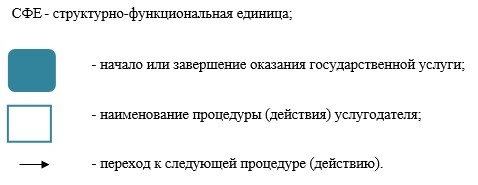 СФЕ - структурно-функциональная единица;
- начало или завершение оказания государственной услуги;
- наименование процедуры (действия) услугодателя;
- переход к следующей процедуре (действию).